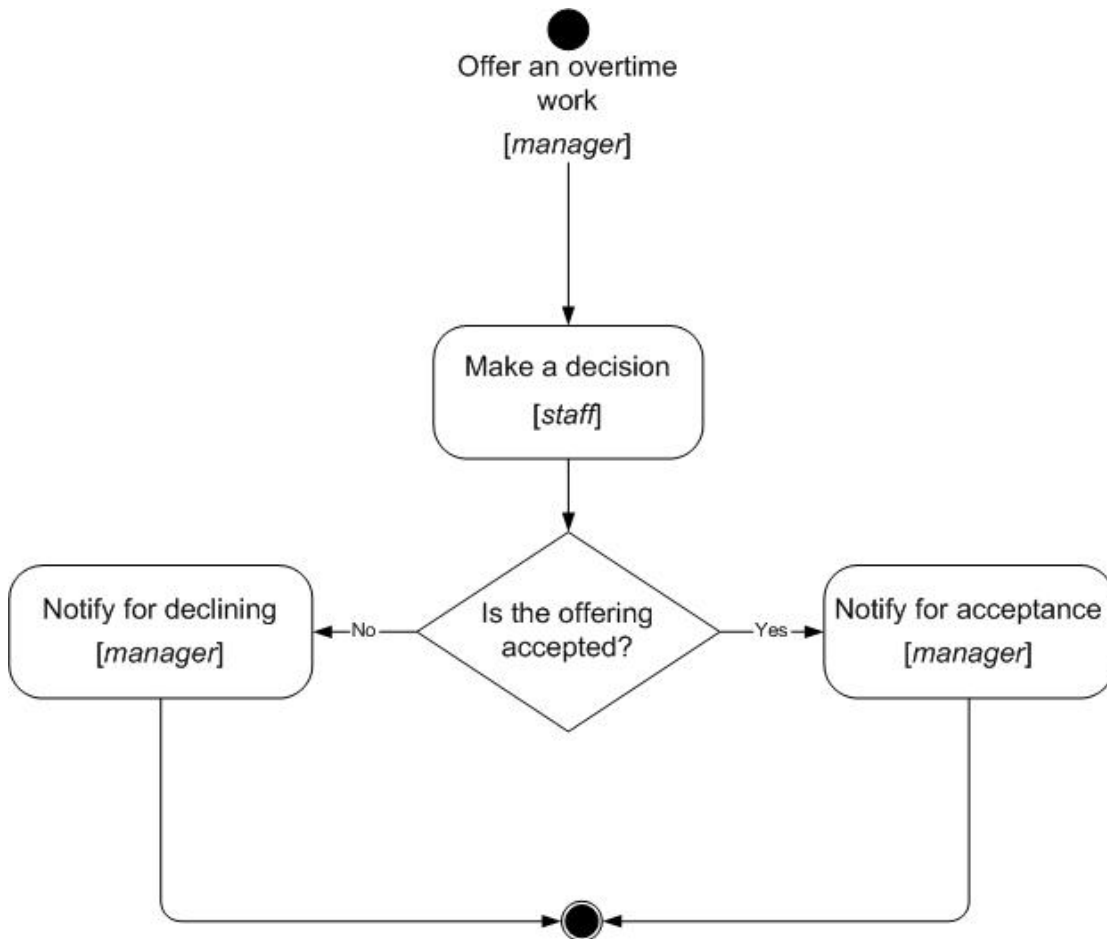 Offer an overtime
work
[manager]
Make a decision
[staff]
Is the offering
accepted?
Notify for declining
[manager]
No
Yes
Notify for acceptance
[manager]